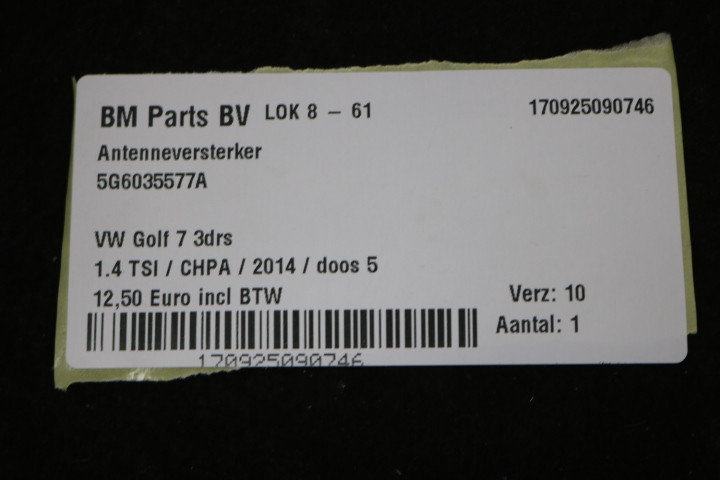 BM Parts BV LOK 8 – 61 170925090746
Antenneversterker
5G6035577A
VW Golf 7 3drs
1.4 TSI / CHPA / 2014 / doos 5
12,50 Euro incl BTW Verz: 10
Aantal: 1
170925090746